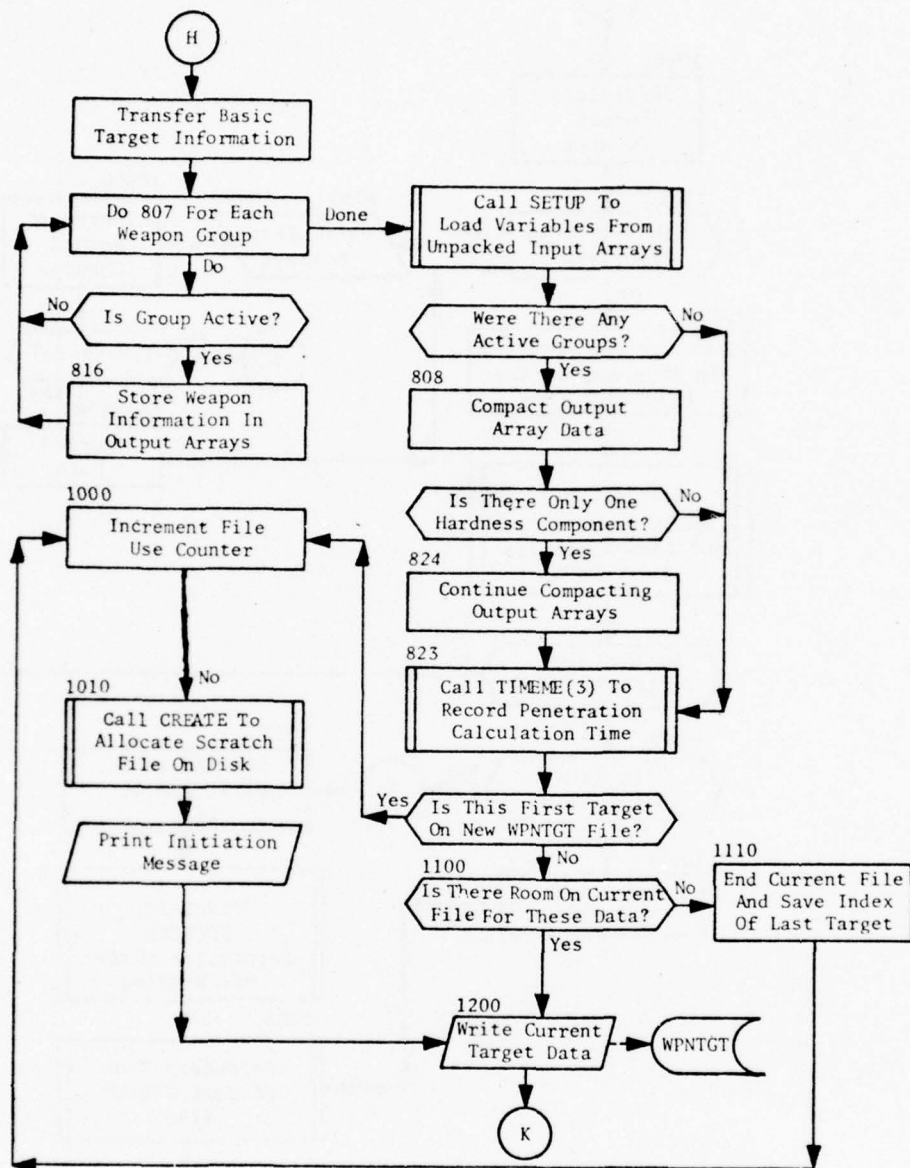 H
Transfer Basic
Target Information
Do 807 For Each
Weapon Group
Done
Do
No
Is Group Active?
Yes
816
Store Weapon
Information In
Output Arrays
Call SETUP To
Load Variables From
Unpacked Input Arrays
Were There Any
Active Groups?
No
Yes
808
Compact Output
Array Data
Is There Only One
Hardness Component?
No
Yes
824
Continue Compacting
Output Arrays
823
Call TIMEME(3) To
Record Penetration
Calculation Time
Yes
Is This First Target
On New WPNTGT File?
No
1000
Increment File
Use Counter
No
1010
Call CREATE To
Allocate Scratch
File On Disk
Print Initiation
Message
1100
Is There Room On Current
File For These Data?
No
Yes
1110
End Current File
And Save Index
Of Last Target
1200
Write Current
Target Data
WPNTGT
K